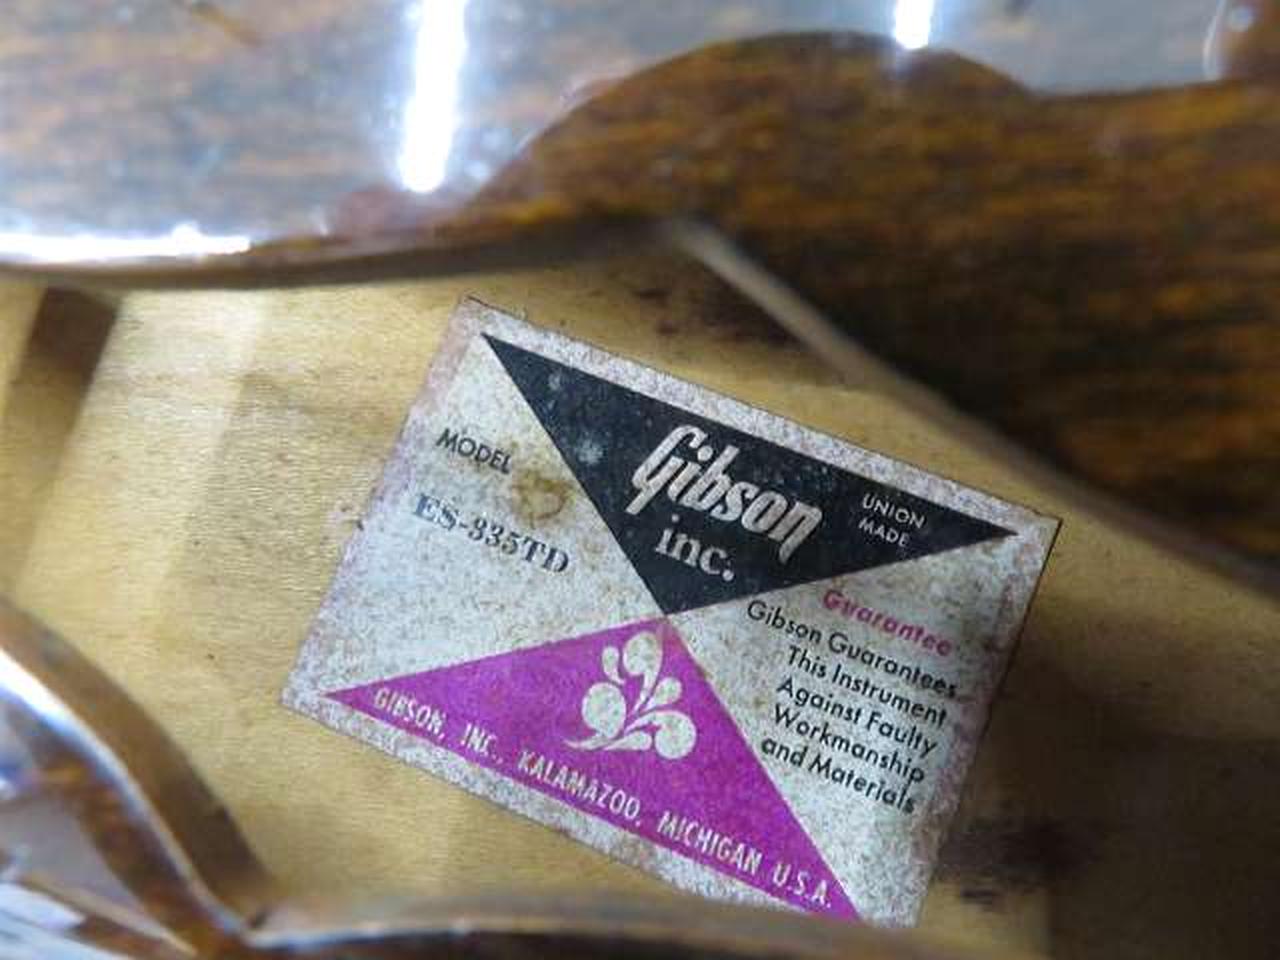 Gibson
inc.
UNION
MADE
MODEL
ES-335TD
Guarantee
Gibson Guarantees
This Instrument
Against Faulty
Workmanship
and Materials
GIBSON, INC., KALAMAZOO, MICHIGAN U.S.A.